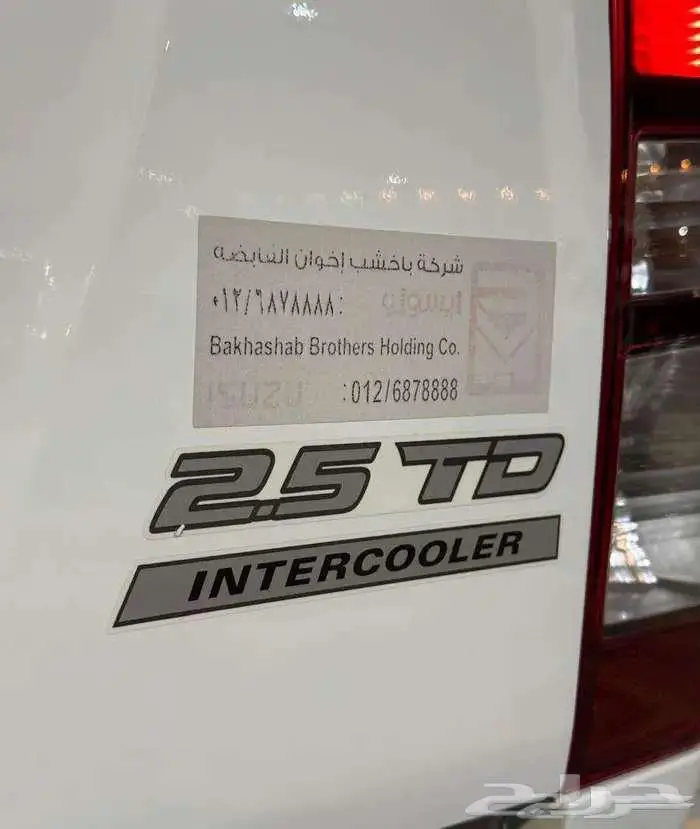 شركة باخشب إخوان القابضة
٠١٢/٦٨٧٨٨٨٨:
ايسوزو
Bakhashab Brothers Holding Co.
ISUZU :012/6878888
2.5 TD
INTERCOOLER
حراج